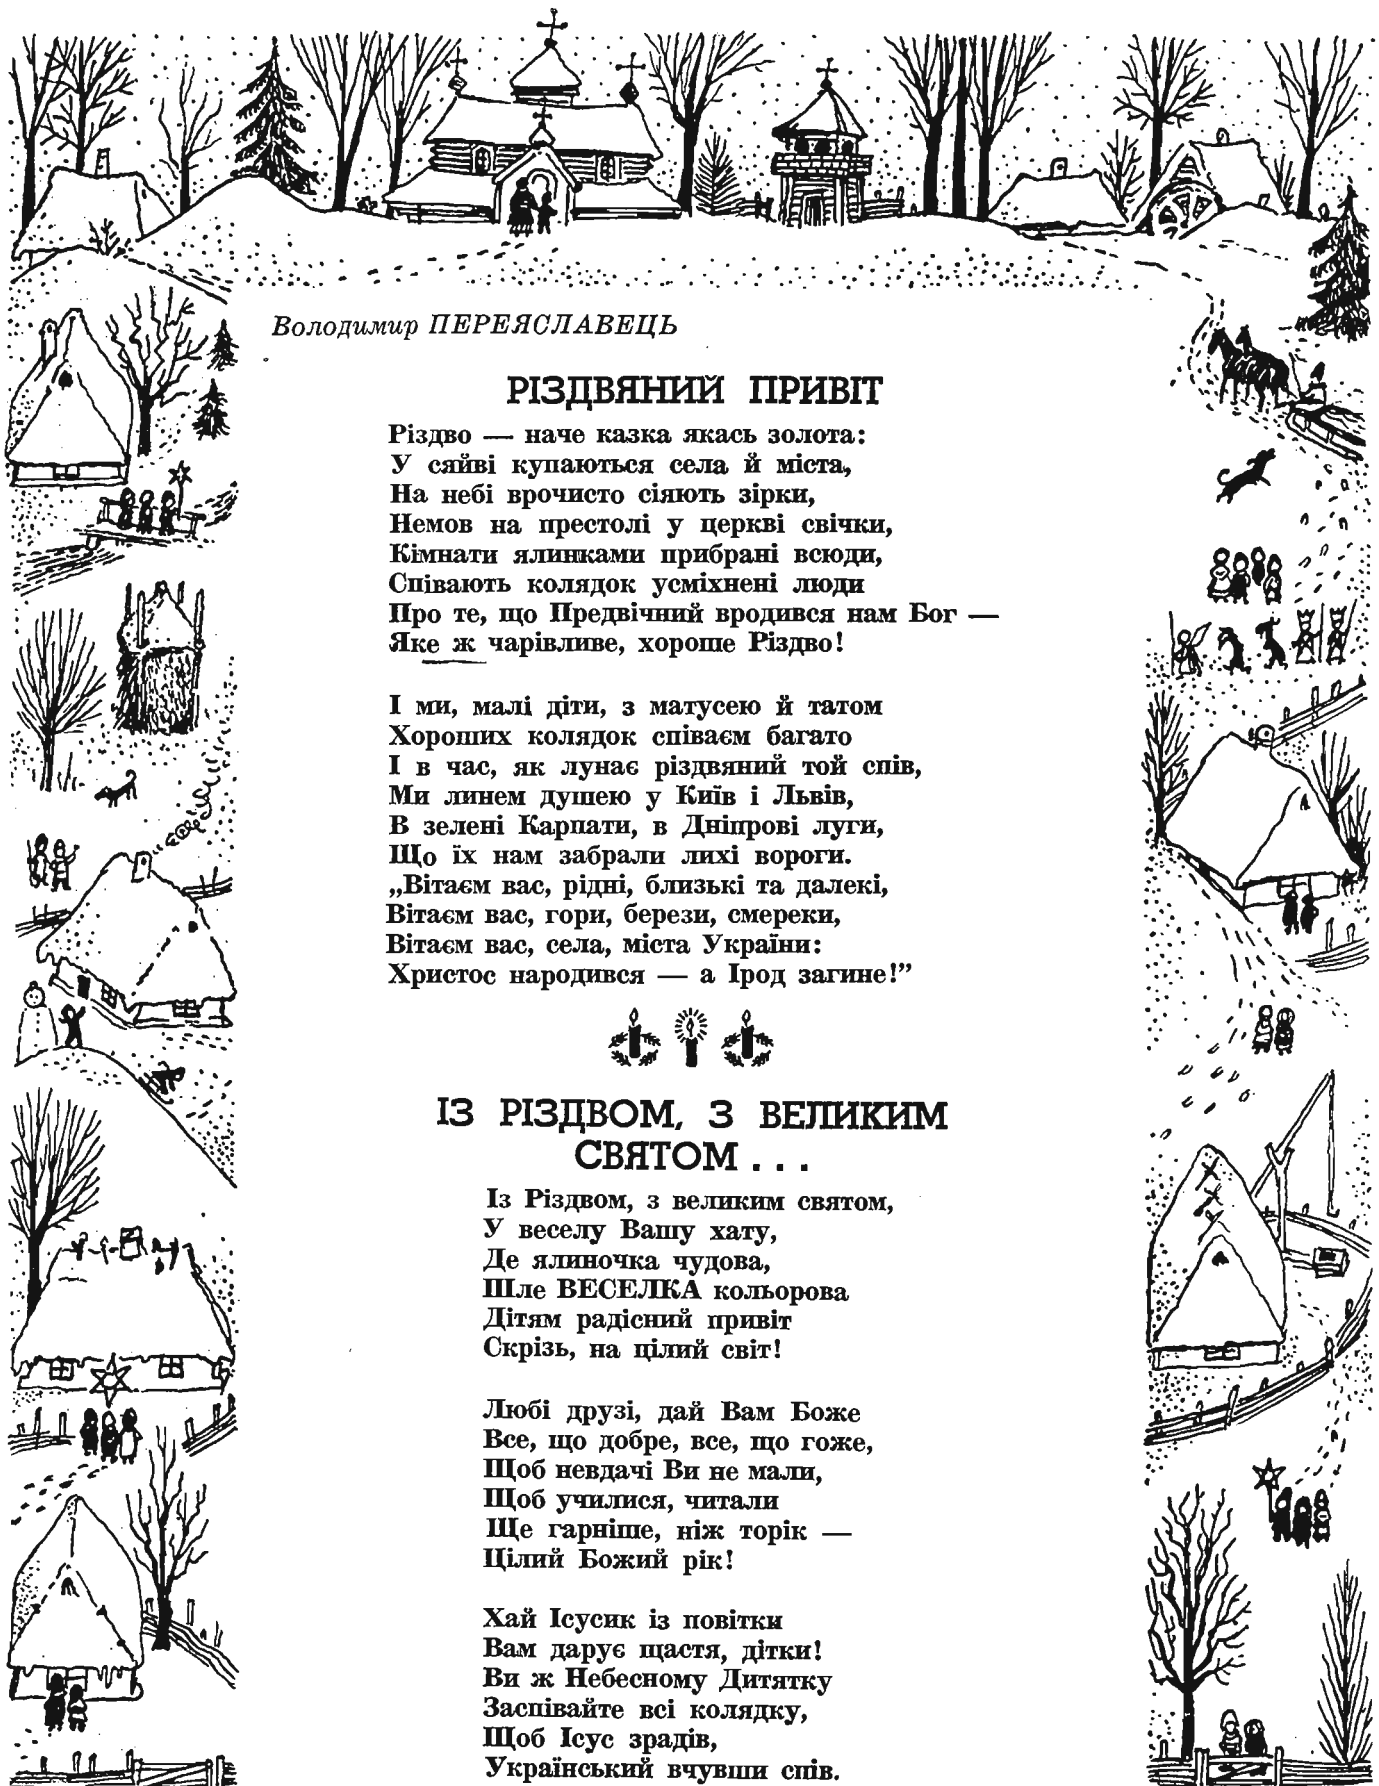 Володимир ПЕРЕЯСЛАВЕЦЬ
РІЗДВЯНИЙ ПРИВІТ
Різдво — наче казка якась золота:
У сяйві купаються села й міста,
На небі врочисто сіяють зірки,
Немов на престолі у церкві свічки,
Кімнати ялинками прибрані всюди,
Співають колядок усміхнені люди
Про те, що Предвічний вродився нам Бог —
Яке ж чарівливе, хороше Різдво!
І ми, малі діти, з матусею й татом
Хороших колядок співаєм багато
І в час, як лунає різдвяний той спів,
Ми линем душею у Київ і Львів,
В зелені Карпати, в Дніпрові луги,
Що їх нам забрали лихі вороги.
„Вітаєм вас, рідні, близькі та далекі,
Вітаєм вас, гори, берези, смереки,
Вітаєм вас, села, міста України:
Христос народився — а Ірод загине!”
ІЗ РІЗДВОМ, З ВЕЛИКИМ
СВЯТОМ . . .
Із Різдвом, з великим святом,
У веселу Вашу хату,
Де ялиночка чудова,
Шле ВЕСЕЛКА кольорова
Дітям радісний привіт
Скрізь, на цілий світ!
Любі друзі, дай Вам Боже
Все, що добре, все, що гоже,
Щоб невдачі Ви не мали,
Щоб училися, читали
Ще гарніше, ніж торік —
Цілий Божий рік!
Хай Ісусик із повітки
Вам дарує щастя, дітки!
Ви ж Небесному Дитятку
Заспівайте всі колядку,
Щоб Ісус зрадів,
Український вчувши спів.